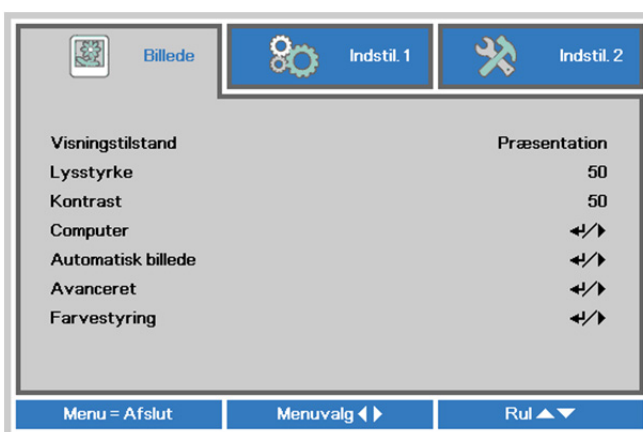 Billede Indstil. 1 Indstil. 2
Visningstilstand Præsentation
Lysstyrke 50
Kontrast 50
Computer ↵/▶
Automatisk billede ↵/▶
Avanceret ↵/▶
Farvestyring ↵/▶
Menu = Afslut Menuvalg ◀▶ Rul ▲▼